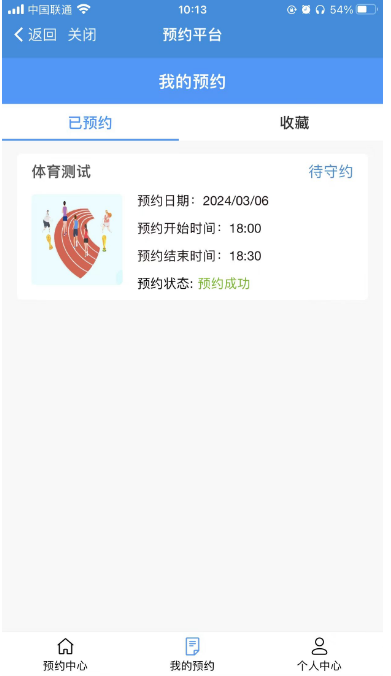 中国联通 10:13 54%
返回 关闭 预约平台
我的预约
已预约 收藏
体育测试 待守约
预约日期：2024/03/06
预约开始时间：18:00
预约结束时间：18:30
预约状态: 预约成功
预约中心 我的预约 个人中心